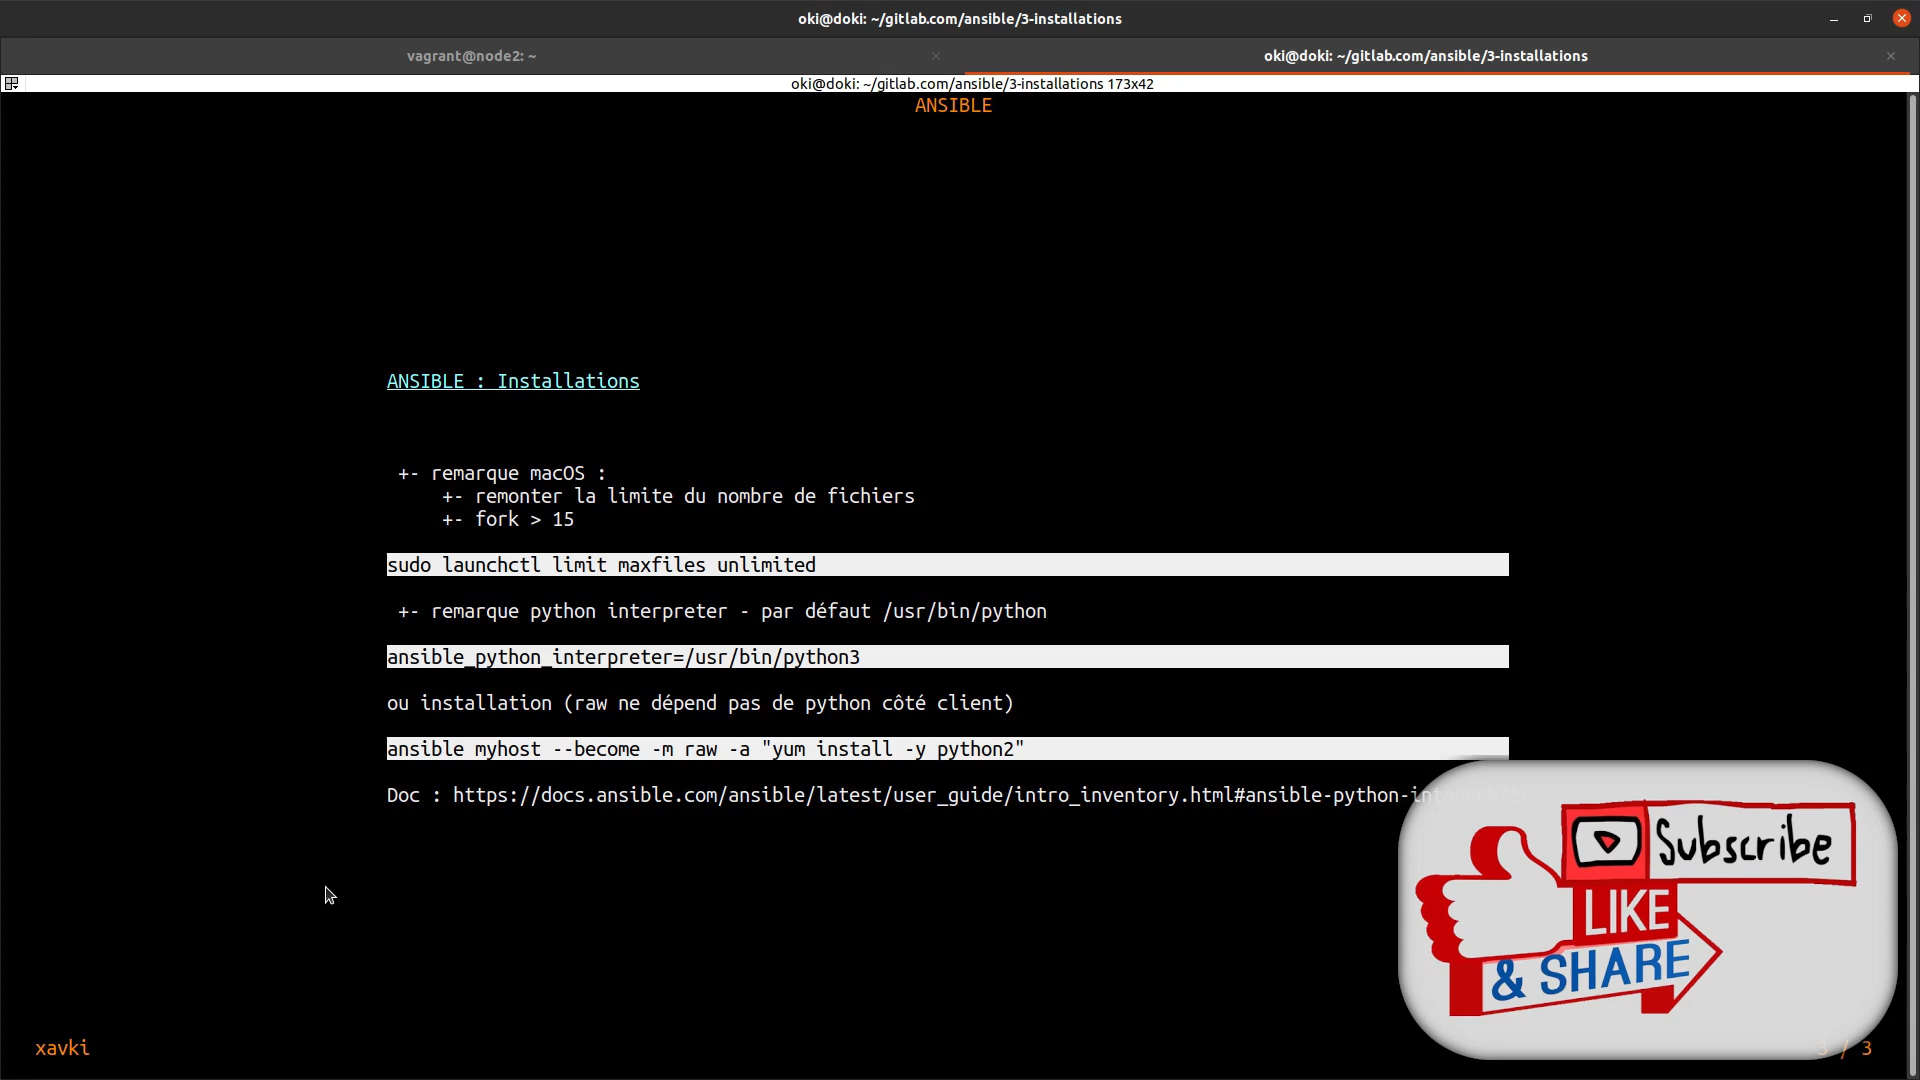 oki@doki: ~/gitlab.com/ansible/3-installations
vagrant@node2: ~
oki@doki: ~/gitlab.com/ansible/3-installations
oki@doki: ~/gitlab.com/ansible/3-installations 173x42
ANSIBLE
ANSIBLE : Installations
+- remarque macOS :
+- remonter la limite du nombre de fichiers
+- fork > 15
sudo launchctl limit maxfiles unlimited
+- remarque python interpreter - par défaut /usr/bin/python
ansible_python_interpreter=/usr/bin/python3
ou installation (raw ne dépend pas de python côté client)
ansible myhost --become -m raw -a "yum install -y python2"
Doc : https://docs.ansible.com/ansible/latest/user_guide/intro_inventory.html#ansible-python-
Subscribe
LIKE
& SHARE
xavki
3 / 3